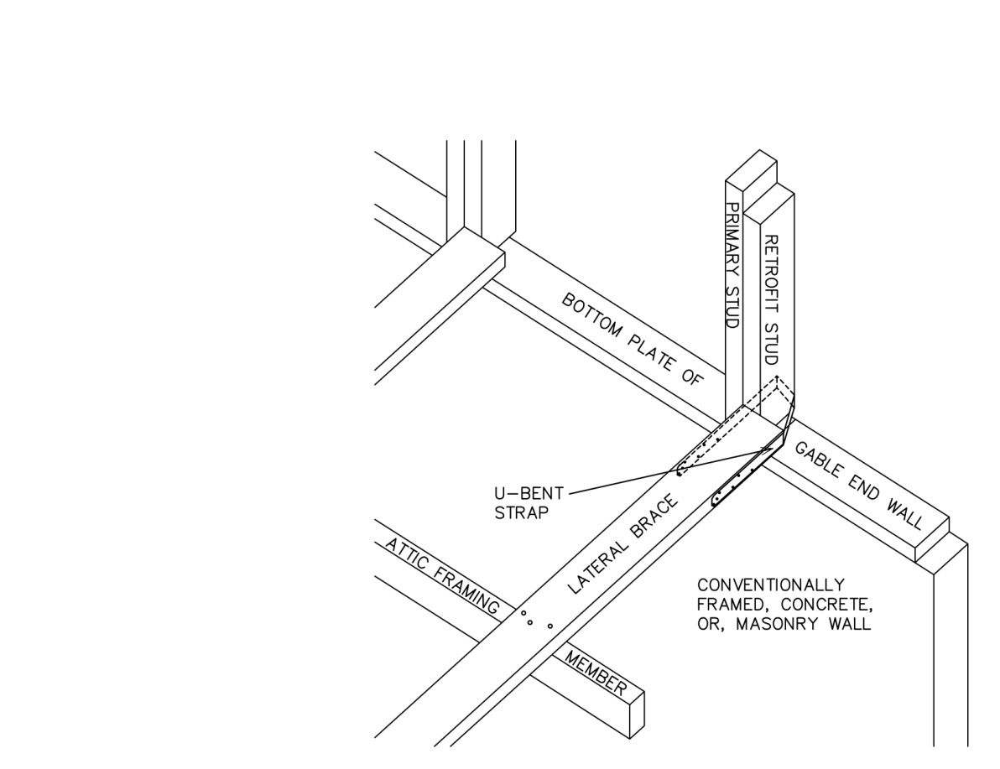 PRIMARY STUD
RETROFIT STUD
BOTTOM PLATE OF
GABLE END WALL
U-BENT
STRAP
LATERAL BRACE
ATTIC FRAMING
MEMBER
CONVENTIONALLY
FRAMED, CONCRETE,
OR, MASONRY WALL